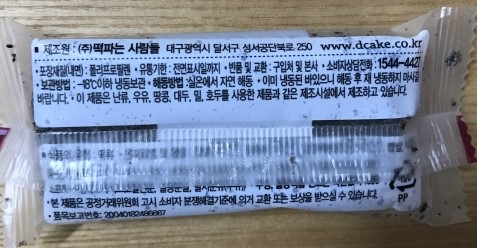 ■ 제조원 : (주)떡파는 사람들 대구광역시 달서구 성서공단북로 250 www.dcake.co.kr
• 포장재질(내면) : 폴리프로필렌 • 유통기한 : 전면표시일까지 • 반품 및 교환 : 구입처 및 본사 • 소비자상담전화 : 1544-4427
• 보관방법 : -18℃이하 냉동보관 • 해동방법 : 실온에서 자연 해동 • 이미 냉동된 바있으니 해동 후 재 냉동하지 마시길
바랍니다. • 이 제품은 난류, 우유, 땅콩, 대두, 밀, 호두를 사용한 제품과 같은 제조시설에서 제조하고 있습니다.
• 본 제품은 공정거래위원회 고시 소비자 분쟁해결기준에 의거 교환 또는 보상을 받으실 수 있습니다.
• 품목보고번호 : 20040182486667
PP